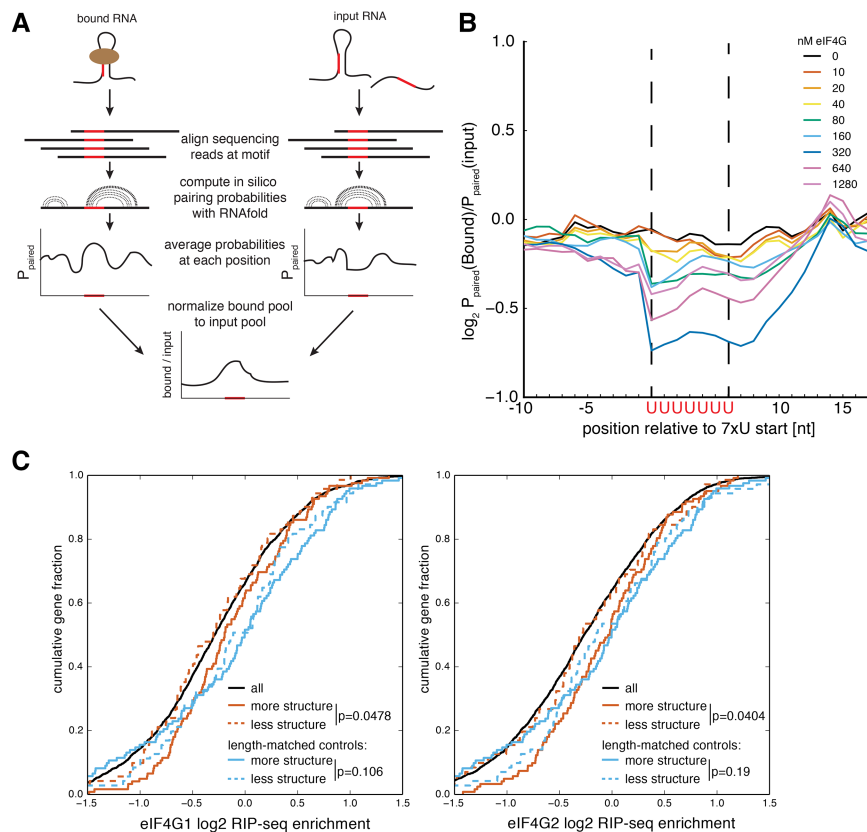 A
bound RNA
input RNA
align sequencing
reads at motif
compute in silico
pairing probabilities
with RNAfold
P paired
average probabilities
at each position
P paired
normalize bound pool
to input pool
bound / input
B
nM eIF4G
0
10
20
40
80
160
320
640
1280
1.0
0.5
0.0
−0.5
−1.0
log2 Ppaired(Bound)/Ppaired(input)
-10
-5
UUUUUUU
10
15
position relative to 7xU start [nt]
C
1.0
0.8
0.6
0.4
0.2
0.0
cumulative gene fraction
all
more structure
less structure
p=0.0478
length-matched controls:
more structure
less structure
p=0.106
−1.5
−1.0
−0.5
0.0
0.5
1.0
1.5
eIF4G1 log2 RIP-seq enrichment
1.0
0.8
0.6
0.4
0.2
0.0
cumulative gene fraction
all
more structure
less structure
p=0.0404
length-matched controls:
more structure
less structure
p=0.19
−1.5
−1.0
−0.5
0.0
0.5
1.0
1.5
eIF4G2 log2 RIP-seq enrichment